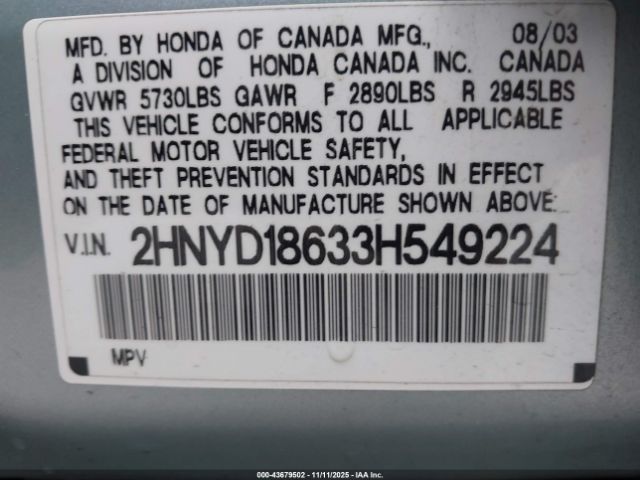 MFD. BY HONDA OF CANADA MFG., 08/03
A DIVISION OF HONDA CANADA INC. CANADA
GVWR 5730LBS GAWR F 2890LBS R 2945LBS
THIS VEHICLE CONFORMS TO ALL APPLICABLE
FEDERAL MOTOR VEHICLE SAFETY,
AND THEFT PREVENTION STANDARDS IN EFFECT
ON THE DATE OF MANUFACTURE SHOWN ABOVE.
V.I.N. 2HNYD18633H549224
MPV
000-43679502 - 11/11/2025 - IAA Inc.